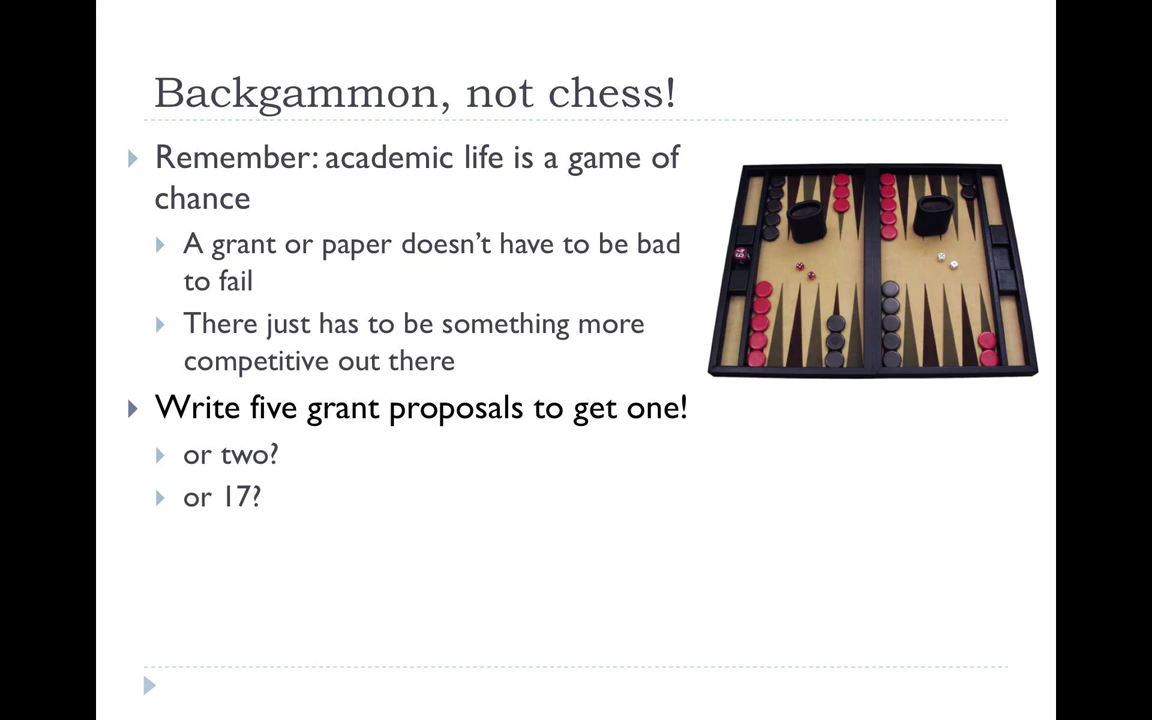 Backgammon, not chess!
Remember: academic life is a game of
chance
A grant or paper doesn’t have to be bad
to fail
There just has to be something more
competitive out there
Write five grant proposals to get one!
or two?
or 17?